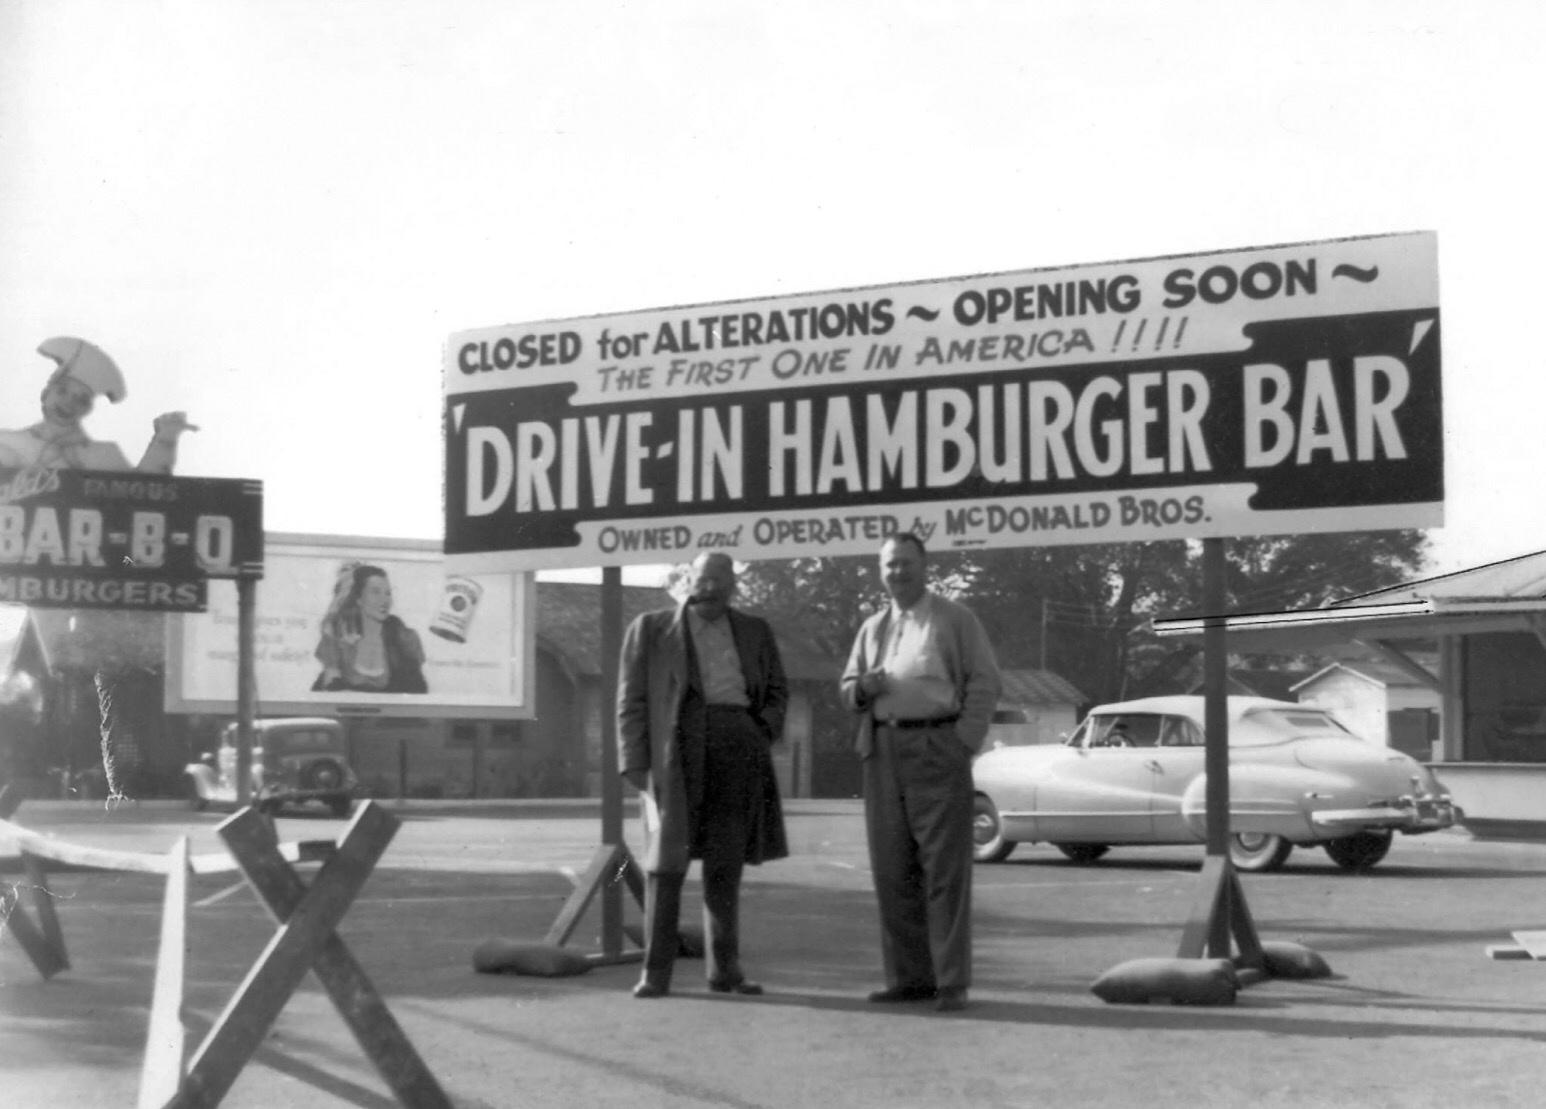 CLOSED for ALTERATIONS ~ OPENING SOON ~
THE FIRST ONE IN AMERICA !!!!
'DRIVE-IN HAMBURGER BAR'
OWNED and OPERATED by McDONALD BROS.
FAMOUS
BAR-B-Q
MBURGERS